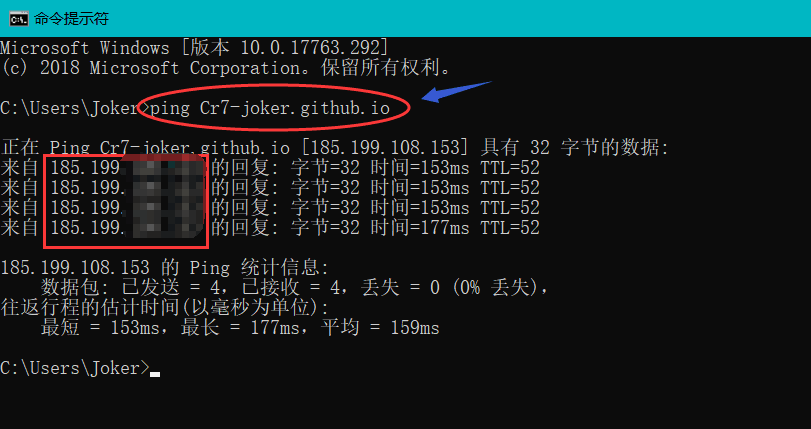 命令提示符
Microsoft Windows [版本 10.0.17763.292]
(c) 2018 Microsoft Corporation。保留所有权利。
C:\Users\Joker>ping Cr7-joker.github.io
正在 Ping Cr7-joker.github.io [185.199.108.153] 具有 32 字节的数据:
来自 185.199. 的回复: 字节=32 时间=153ms TTL=52
来自 185.199. 的回复: 字节=32 时间=153ms TTL=52
来自 185.199. 的回复: 字节=32 时间=153ms TTL=52
来自 185.199. 的回复: 字节=32 时间=177ms TTL=52
185.199.108.153 的 Ping 统计信息:
数据包: 已发送 = 4，已接收 = 4，丢失 = 0 (0% 丢失)，
往返行程的估计时间(以毫秒为单位):
最短 = 153ms，最长 = 177ms，平均 = 159ms
C:\Users\Joker>